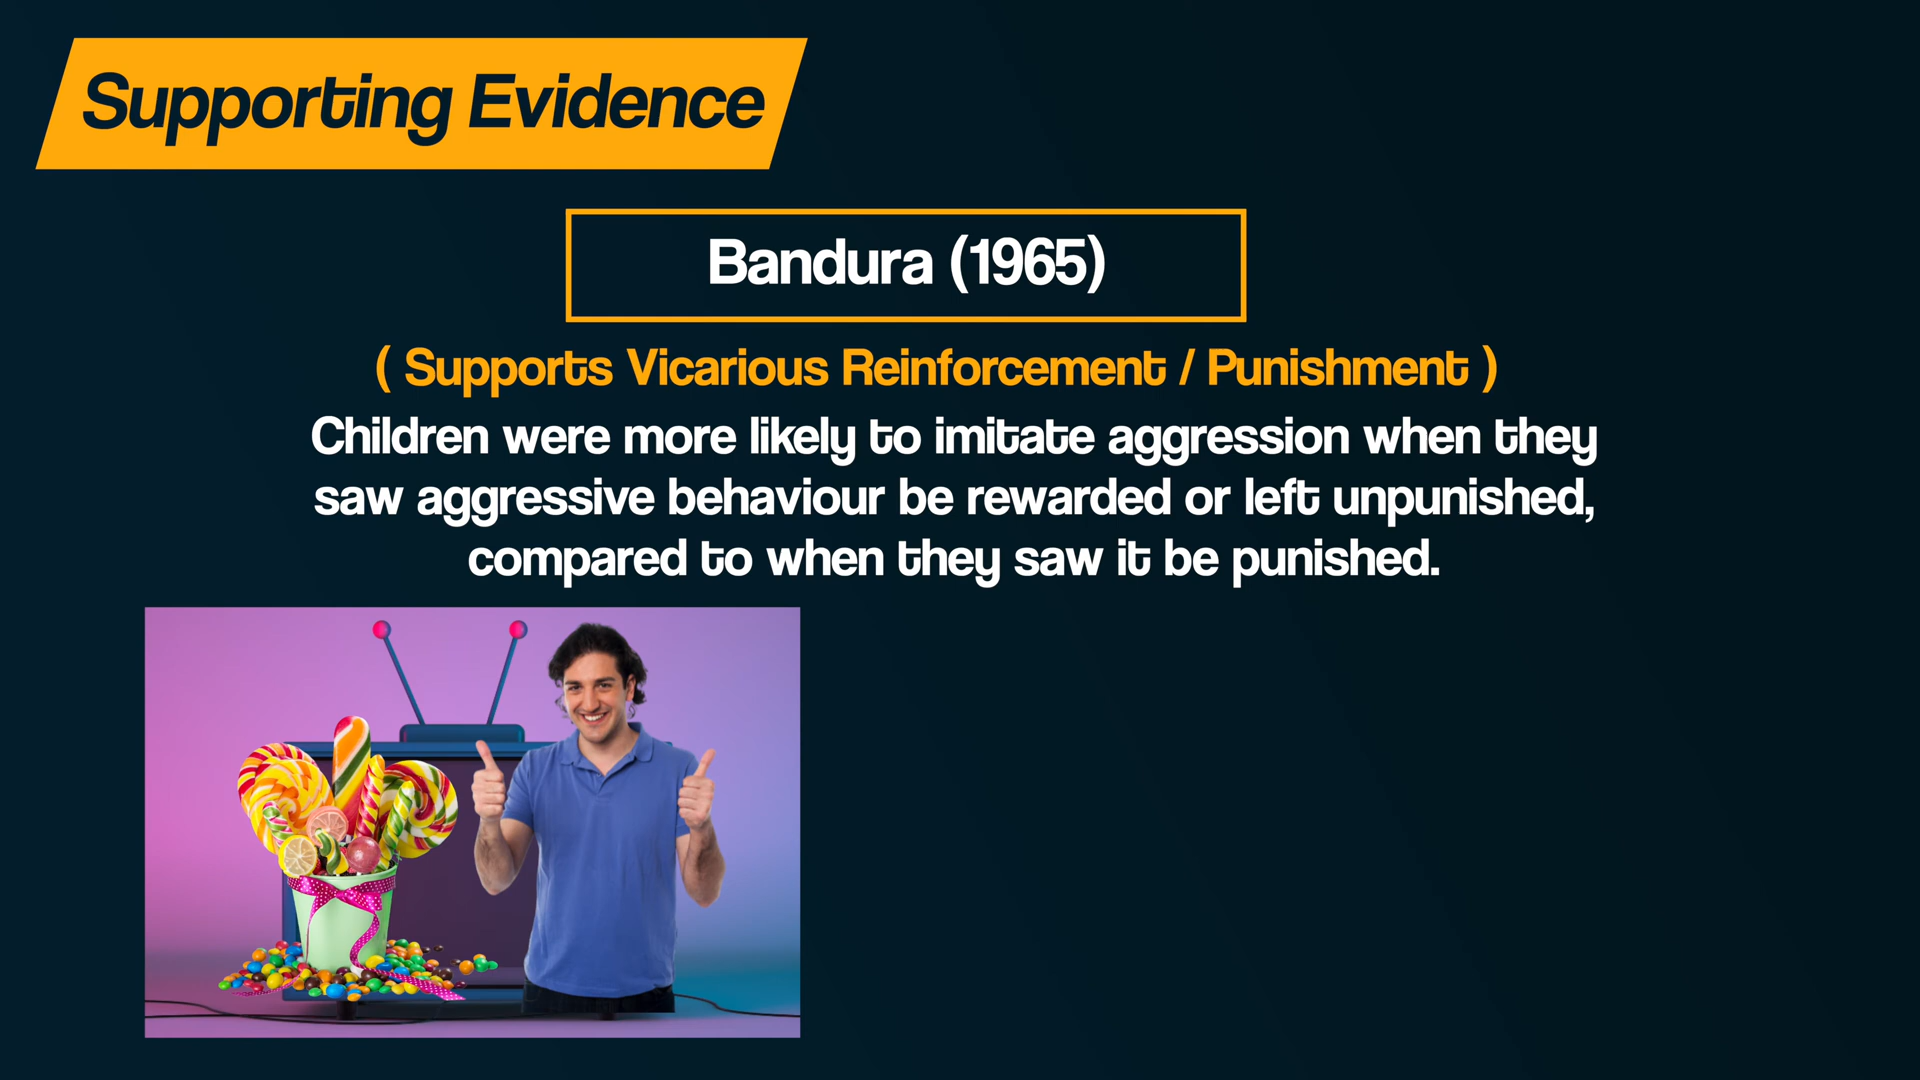 Supporting Evidence
Bandura (1965)
( Supports Vicarious Reinforcement / Punishment )
Children were more likely to imitate aggression when they
saw aggressive behaviour be rewarded or left unpunished,
compared to when they saw it be punished.